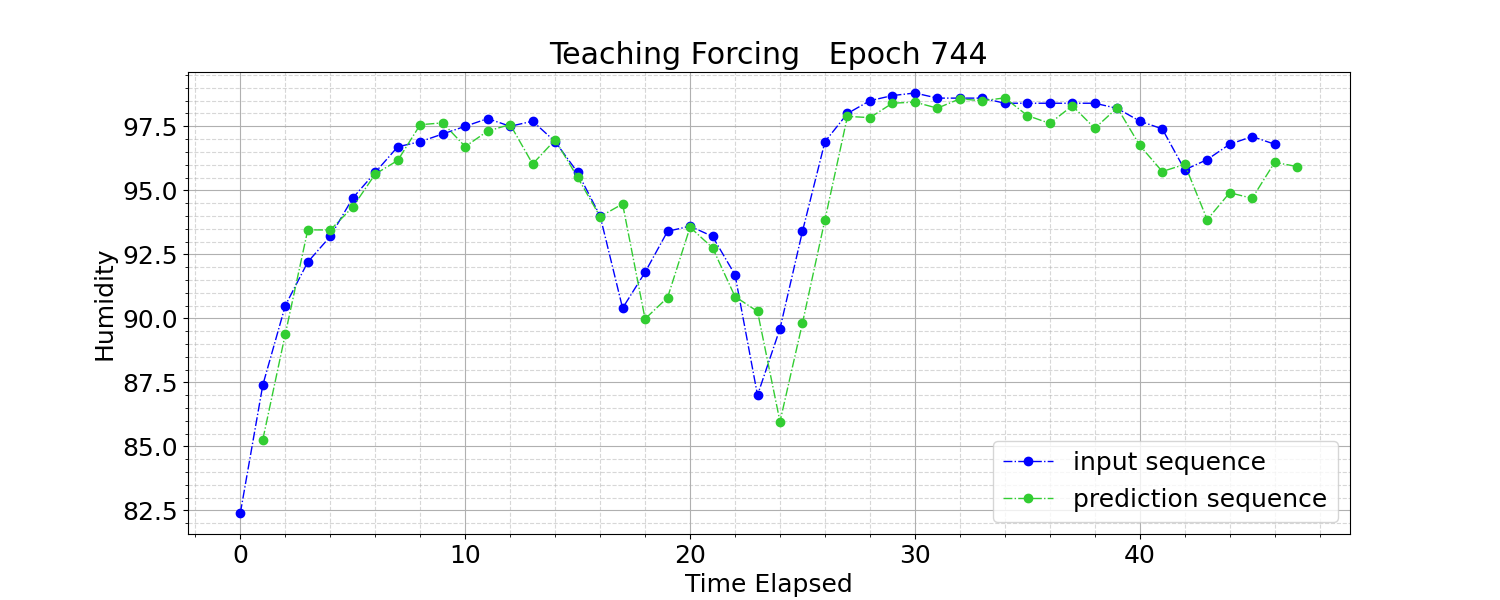 Teaching Forcing   Epoch 744
97.5
95.0
92.5
90.0
87.5
85.0
82.5
Humidity
0 10 20 30 40
Time Elapsed
input sequence
prediction sequence